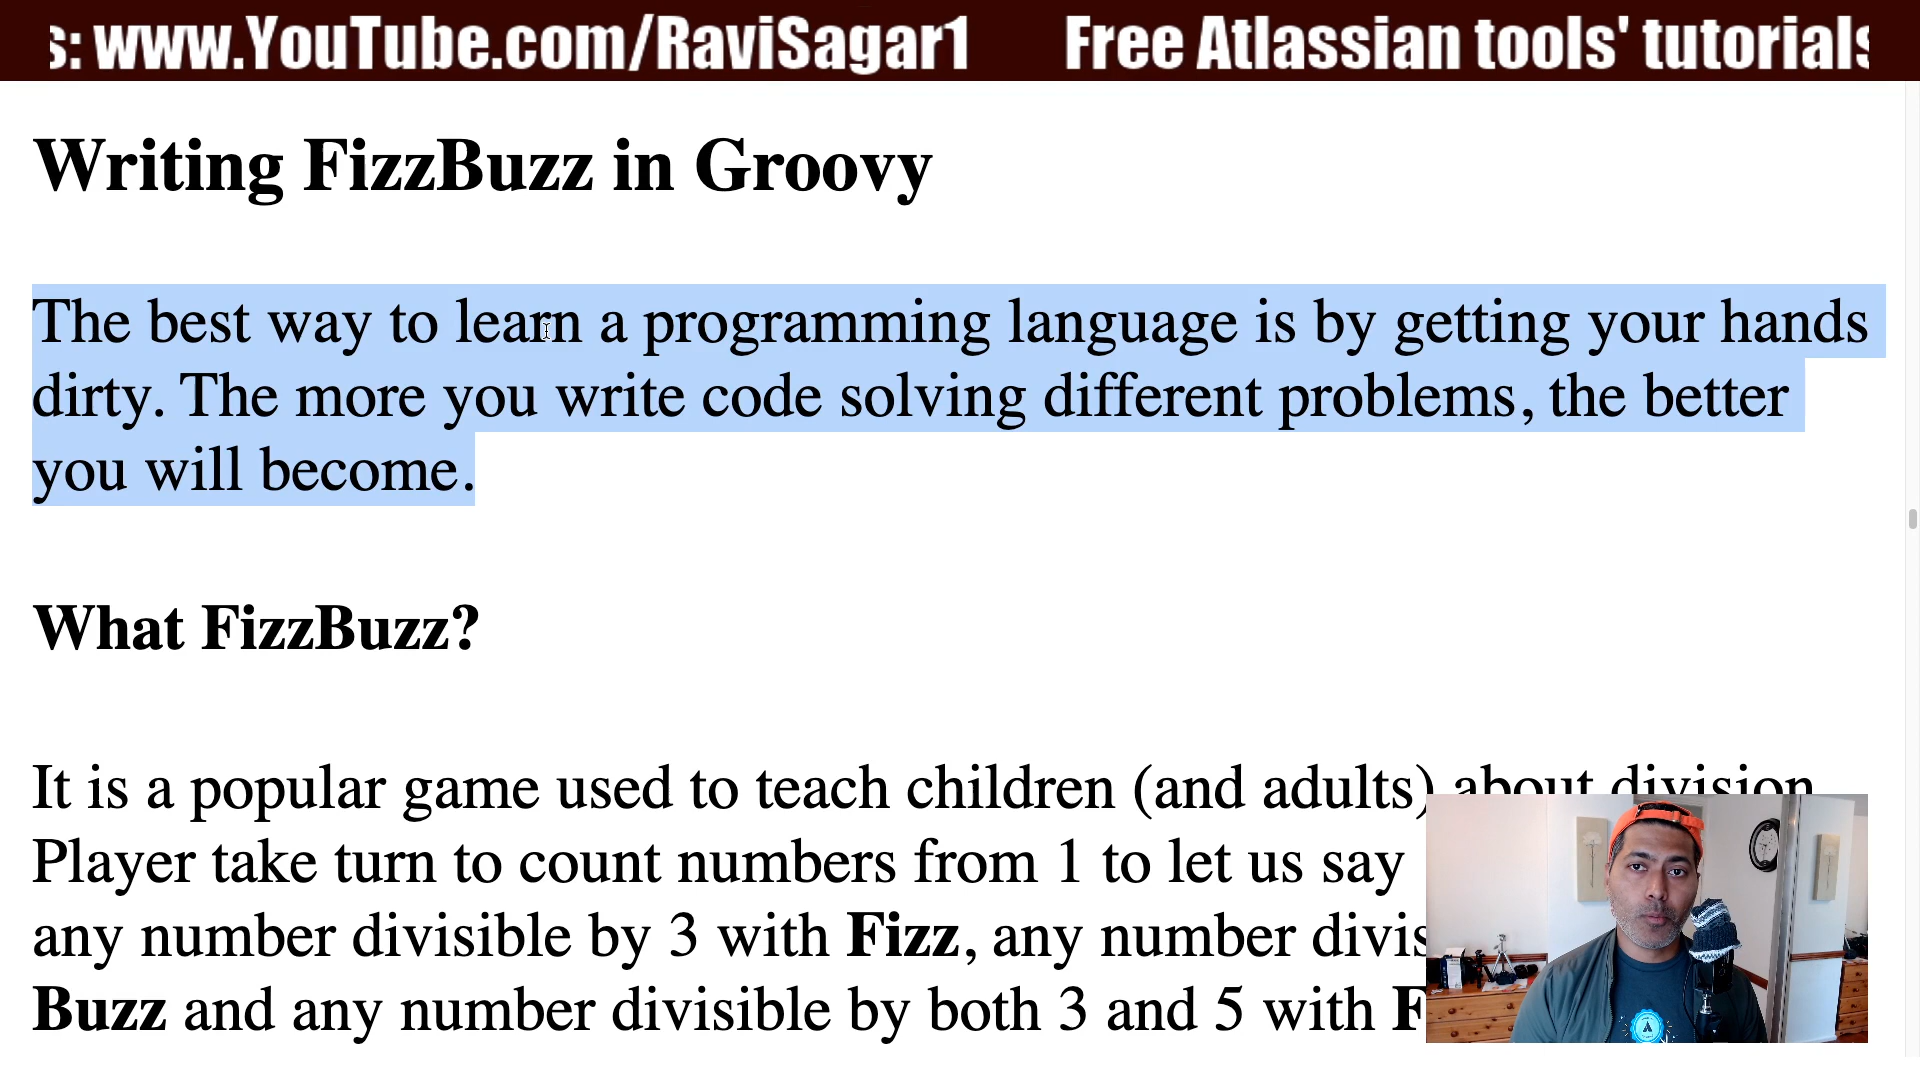 s: www.YouTube.com/RaviSagar1 Free Atlassian tools' tutorials
Writing FizzBuzz in Groovy
The best way to learn a programming language is by getting your hands
dirty. The more you write code solving different problems, the better
you will become.
What FizzBuzz?
It is a popular game used to teach children (and adults) about division
Player take turn to count numbers from 1 to let us say
any number divisible by 3 with Fizz, any number divis
Buzz and any number divisible by both 3 and 5 with F